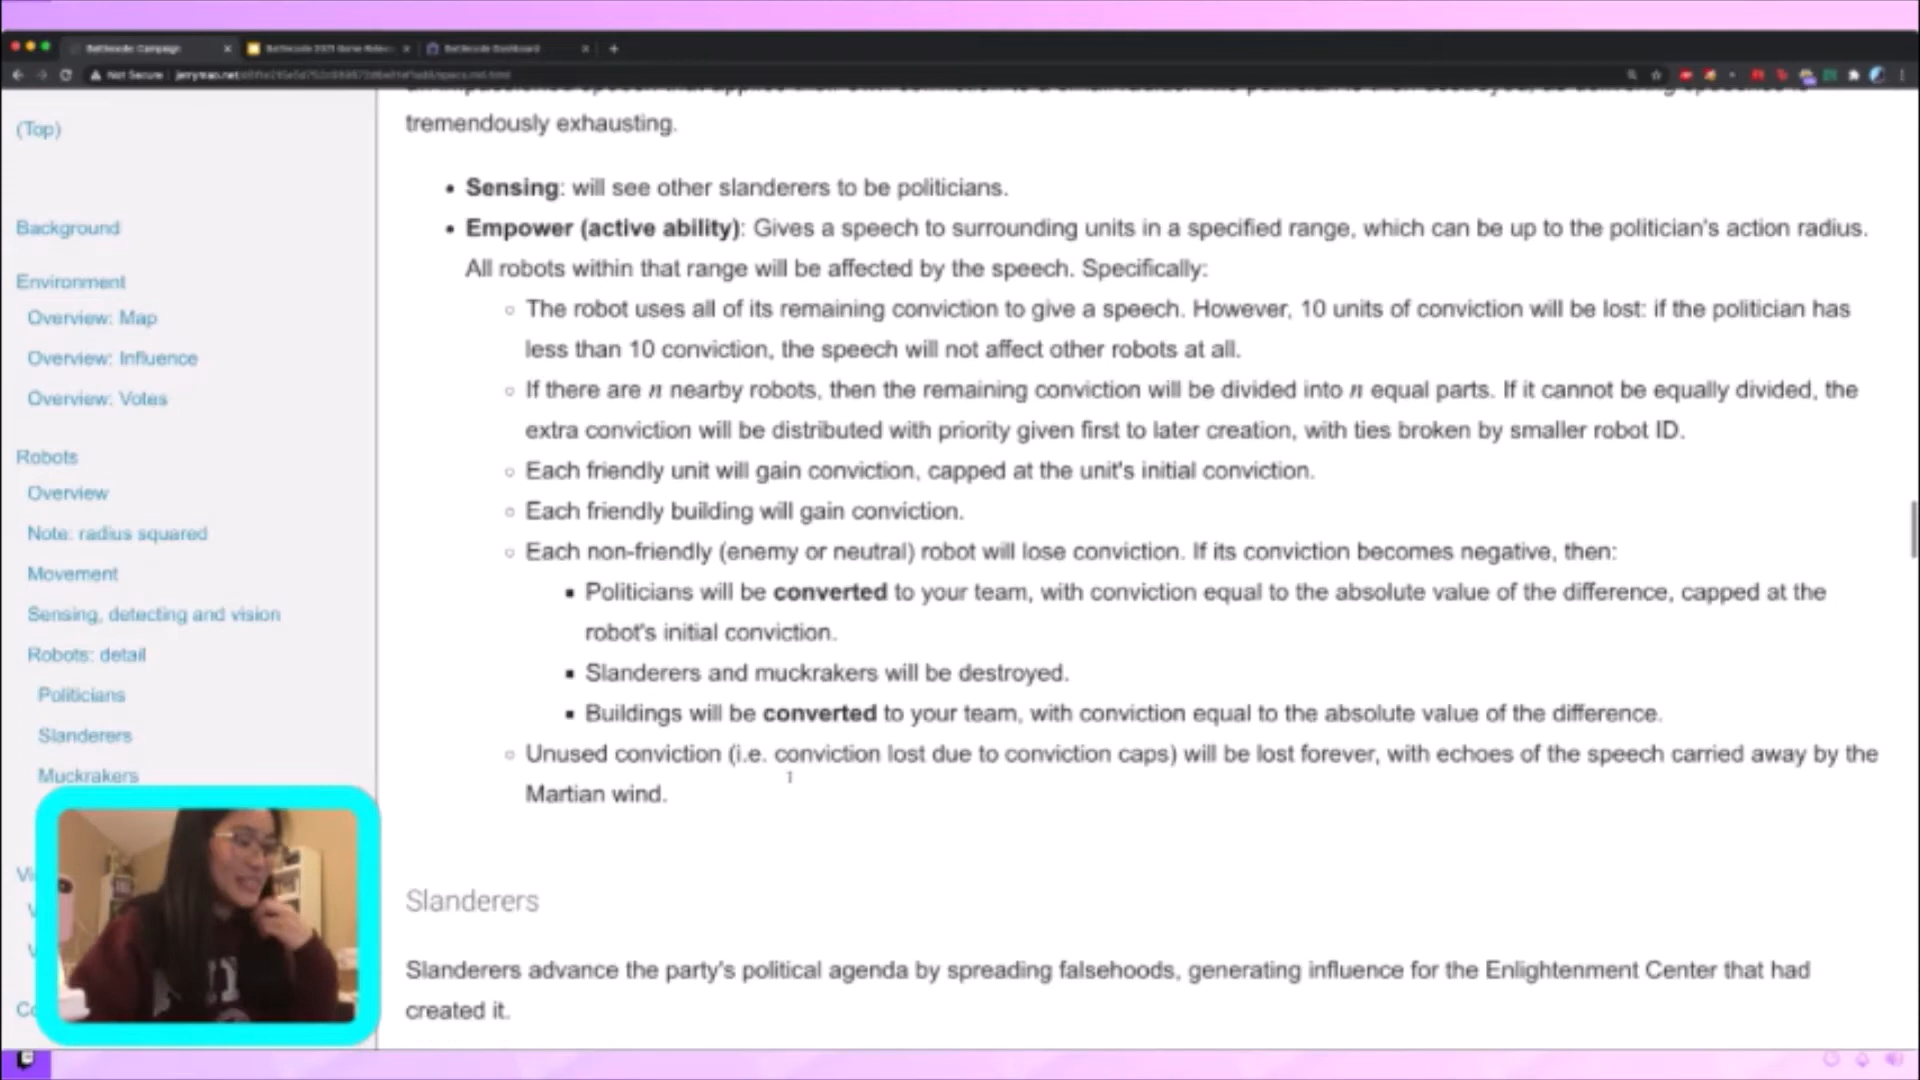 Battlecode: Campaign
Battlecode 2021 Game Relea
Battlecode Dashboard
Not Secure
jerrymao.net
(Top)
Background
Environment
Overview: Map
Overview: Influence
Overview: Votes
Robots
Overview
Note: radius squared
Movement
Sensing, detecting and vision
Robots: detail
Politicians
Slanderers
Muckrakers
tremendously exhausting.
• Sensing: will see other slanderers to be politicians.
• Empower (active ability): Gives a speech to surrounding units in a specified range, which can be up to the politician's action radius.
All robots within that range will be affected by the speech. Specifically:
The robot uses all of its remaining conviction to give a speech. However, 10 units of conviction will be lost: if the politician has
less than 10 conviction, the speech will not affect other robots at all.
If there are n nearby robots, then the remaining conviction will be divided into n equal parts. If it cannot be equally divided, the
extra conviction will be distributed with priority given first to later creation, with ties broken by smaller robot ID.
Each friendly unit will gain conviction, capped at the unit's initial conviction.
Each friendly building will gain conviction.
Each non-friendly (enemy or neutral) robot will lose conviction. If its conviction becomes negative, then:
Politicians will be converted to your team, with conviction equal to the absolute value of the difference, capped at the
robot's initial conviction.
Slanderers and muckrakers will be destroyed.
Buildings will be converted to your team, with conviction equal to the absolute value of the difference.
Unused conviction (i.e. conviction lost due to conviction caps) will be lost forever, with echoes of the speech carried away by the
Martian wind.
Slanderers
Slanderers advance the party's political agenda by spreading falsehoods, generating influence for the Enlightenment Center that had
created it.